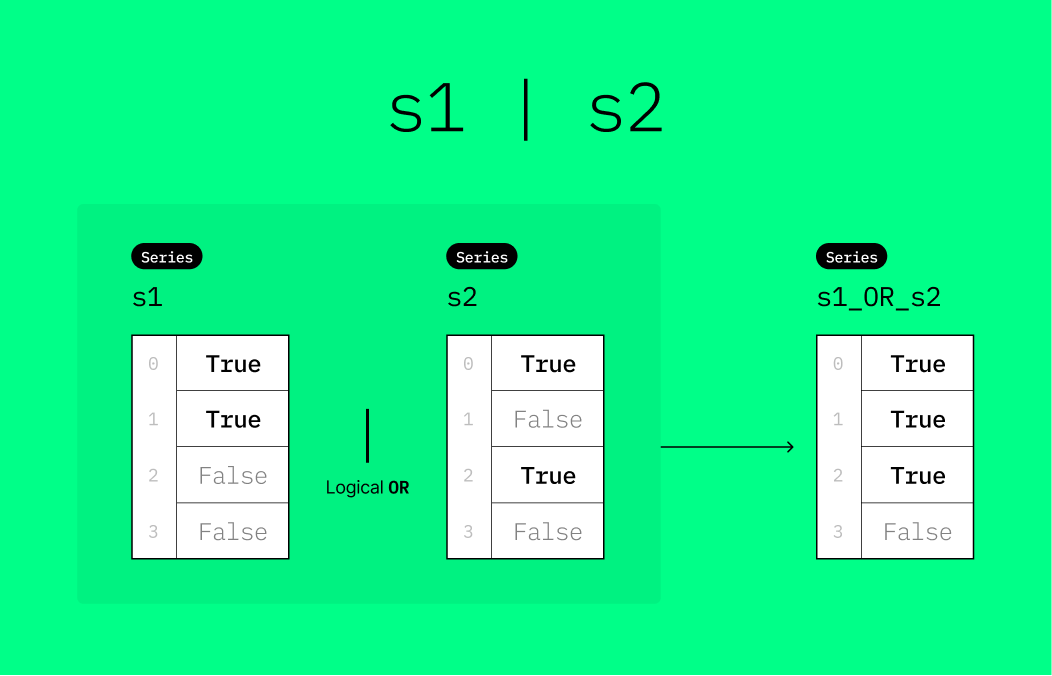 s1 | s2
Series Series Series
s1 s2 s1_OR_s2
0 True 0 True 0 True
1 True 1 False 1 True
|
2 False 2 True 2 True
Logical OR
3 False 3 False 3 False